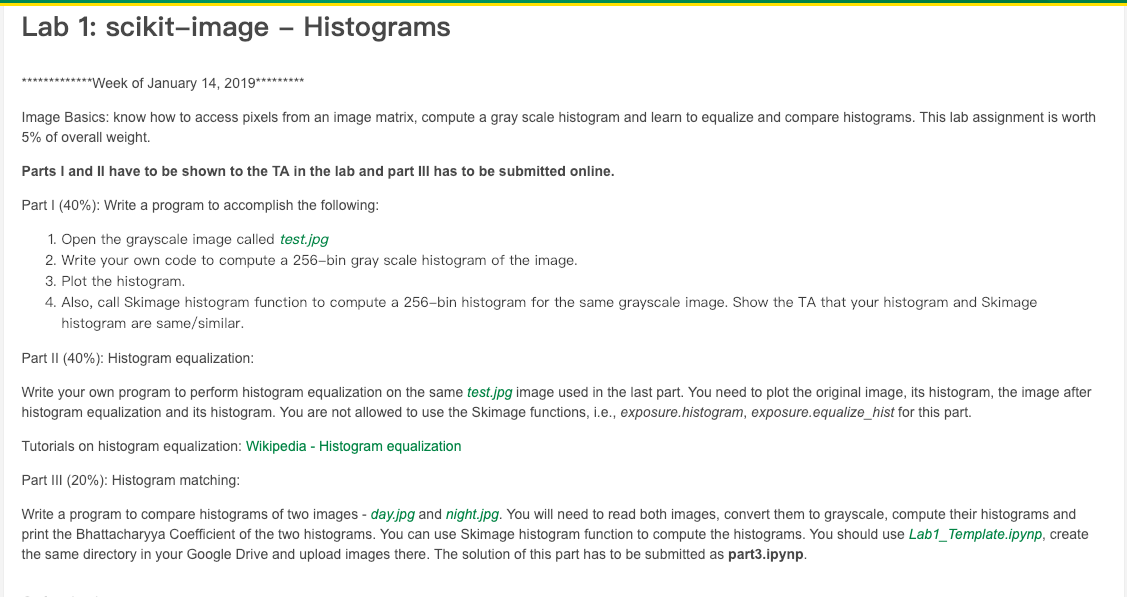 Lab 1: scikit–image – Histograms
*************Week of January 14, 2019*********
Image Basics: know how to access pixels from an image matrix, compute a gray scale histogram and learn to equalize and compare histograms. This lab assignment is worth
5% of overall weight.
Parts I and II have to be shown to the TA in the lab and part III has to be submitted online.
Part I (40%): Write a program to accomplish the following:
1. Open the grayscale image called test.jpg
2. Write your own code to compute a 256–bin gray scale histogram of the image.
3. Plot the histogram.
4. Also, call Skimage histogram function to compute a 256–bin histogram for the same grayscale image. Show the TA that your histogram and Skimage
histogram are same/similar.
Part II (40%): Histogram equalization:
Write your own program to perform histogram equalization on the same test.jpg image used in the last part. You need to plot the original image, its histogram, the image after
histogram equalization and its histogram. You are not allowed to use the Skimage functions, i.e., exposure.histogram, exposure.equalize_hist for this part.
Tutorials on histogram equalization: Wikipedia - Histogram equalization
Part III (20%): Histogram matching:
Write a program to compare histograms of two images - day.jpg and night.jpg. You will need to read both images, convert them to grayscale, compute their histograms and
print the Bhattacharyya Coefficient of the two histograms. You can use Skimage histogram function to compute the histograms. You should use Lab1_Template.ipynp, create
the same directory in your Google Drive and upload images there. The solution of this part has to be submitted as part3.ipynp.